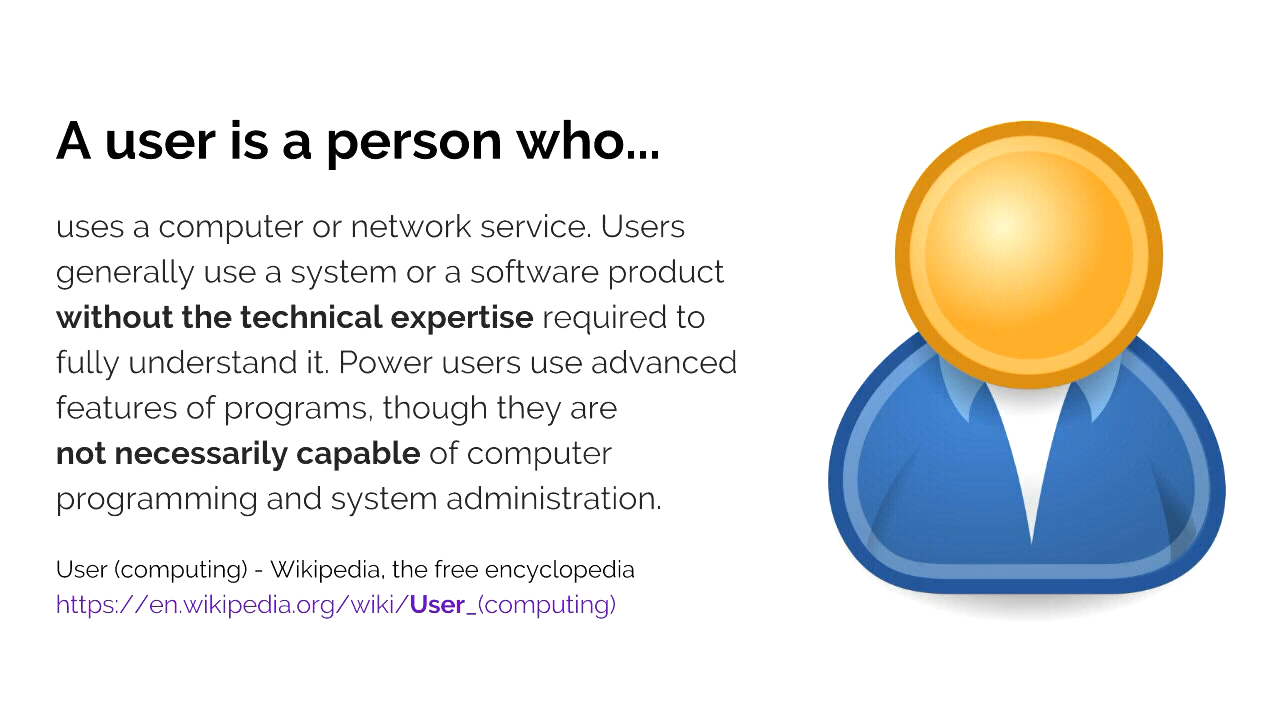 A user is a person who...
uses a computer or network service. Users
generally use a system or a software product
without the technical expertise required to
fully understand it. Power users use advanced
features of programs, though they are
not necessarily capable of computer
programming and system administration.
User (computing) - Wikipedia, the free encyclopedia
https://en.wikipedia.org/wiki/User_(computing)